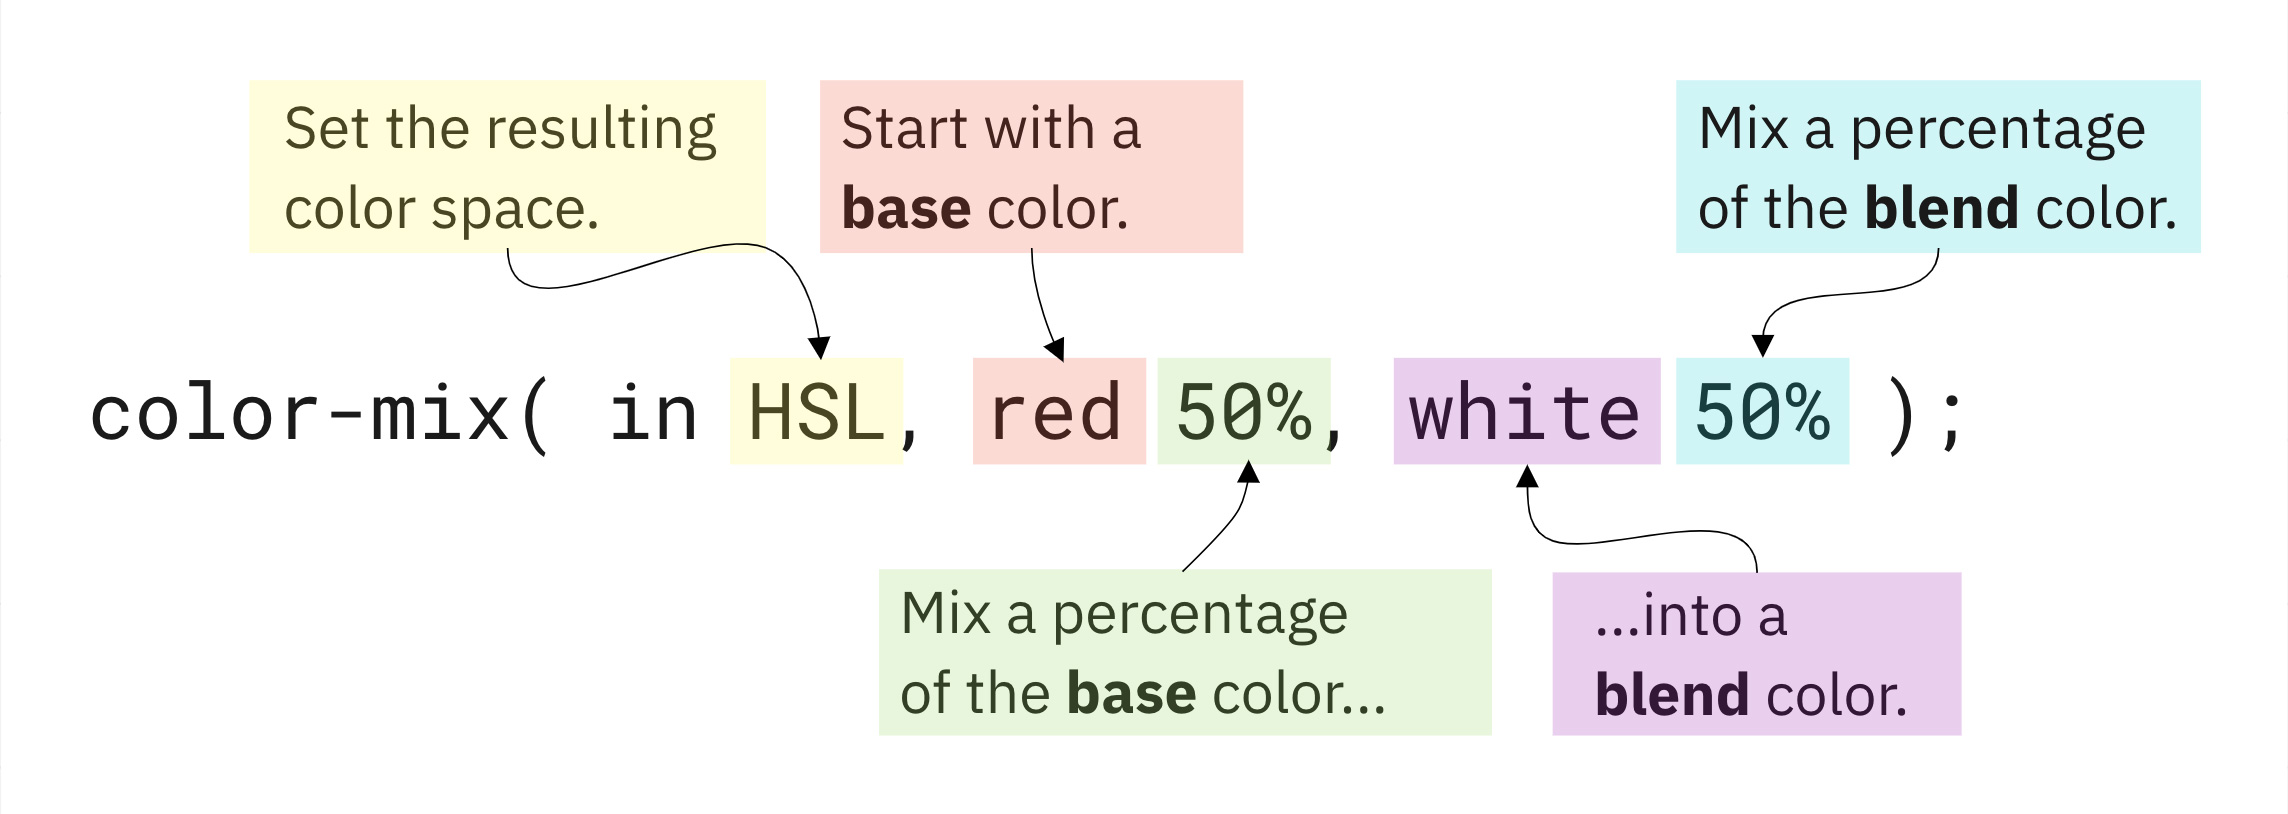 Set the resulting
color space.
Start with a
base color.
Mix a percentage
of the blend color.
color-mix( in HSL, red 50%, white 50% );
Mix a percentage
of the base color...
...into a
blend color.